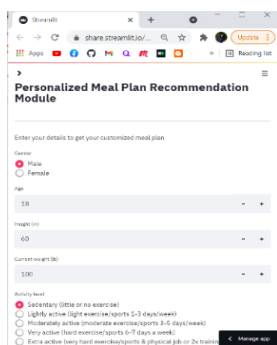 Streamlit
share.streamlit.io/...
Update
Apps
Reading list
Personalized Meal Plan Recommendation
Module
Enter your details to get your customized meal plan
Gender
Male
Female
Age
18
- +
Height (in)
60
- +
Current weight (lb)
100
- +
Activity level
Sedentary (little or no exercise)
Lightly active (light exercise/sports 1-3 days/week)
Moderately active (moderate exercise/sports 3-5 days/week)
Very active (hard exercise/sports 6-7 days a week)
Extra active (very hard exercise/sports & physical job or 2x training
< Manage app